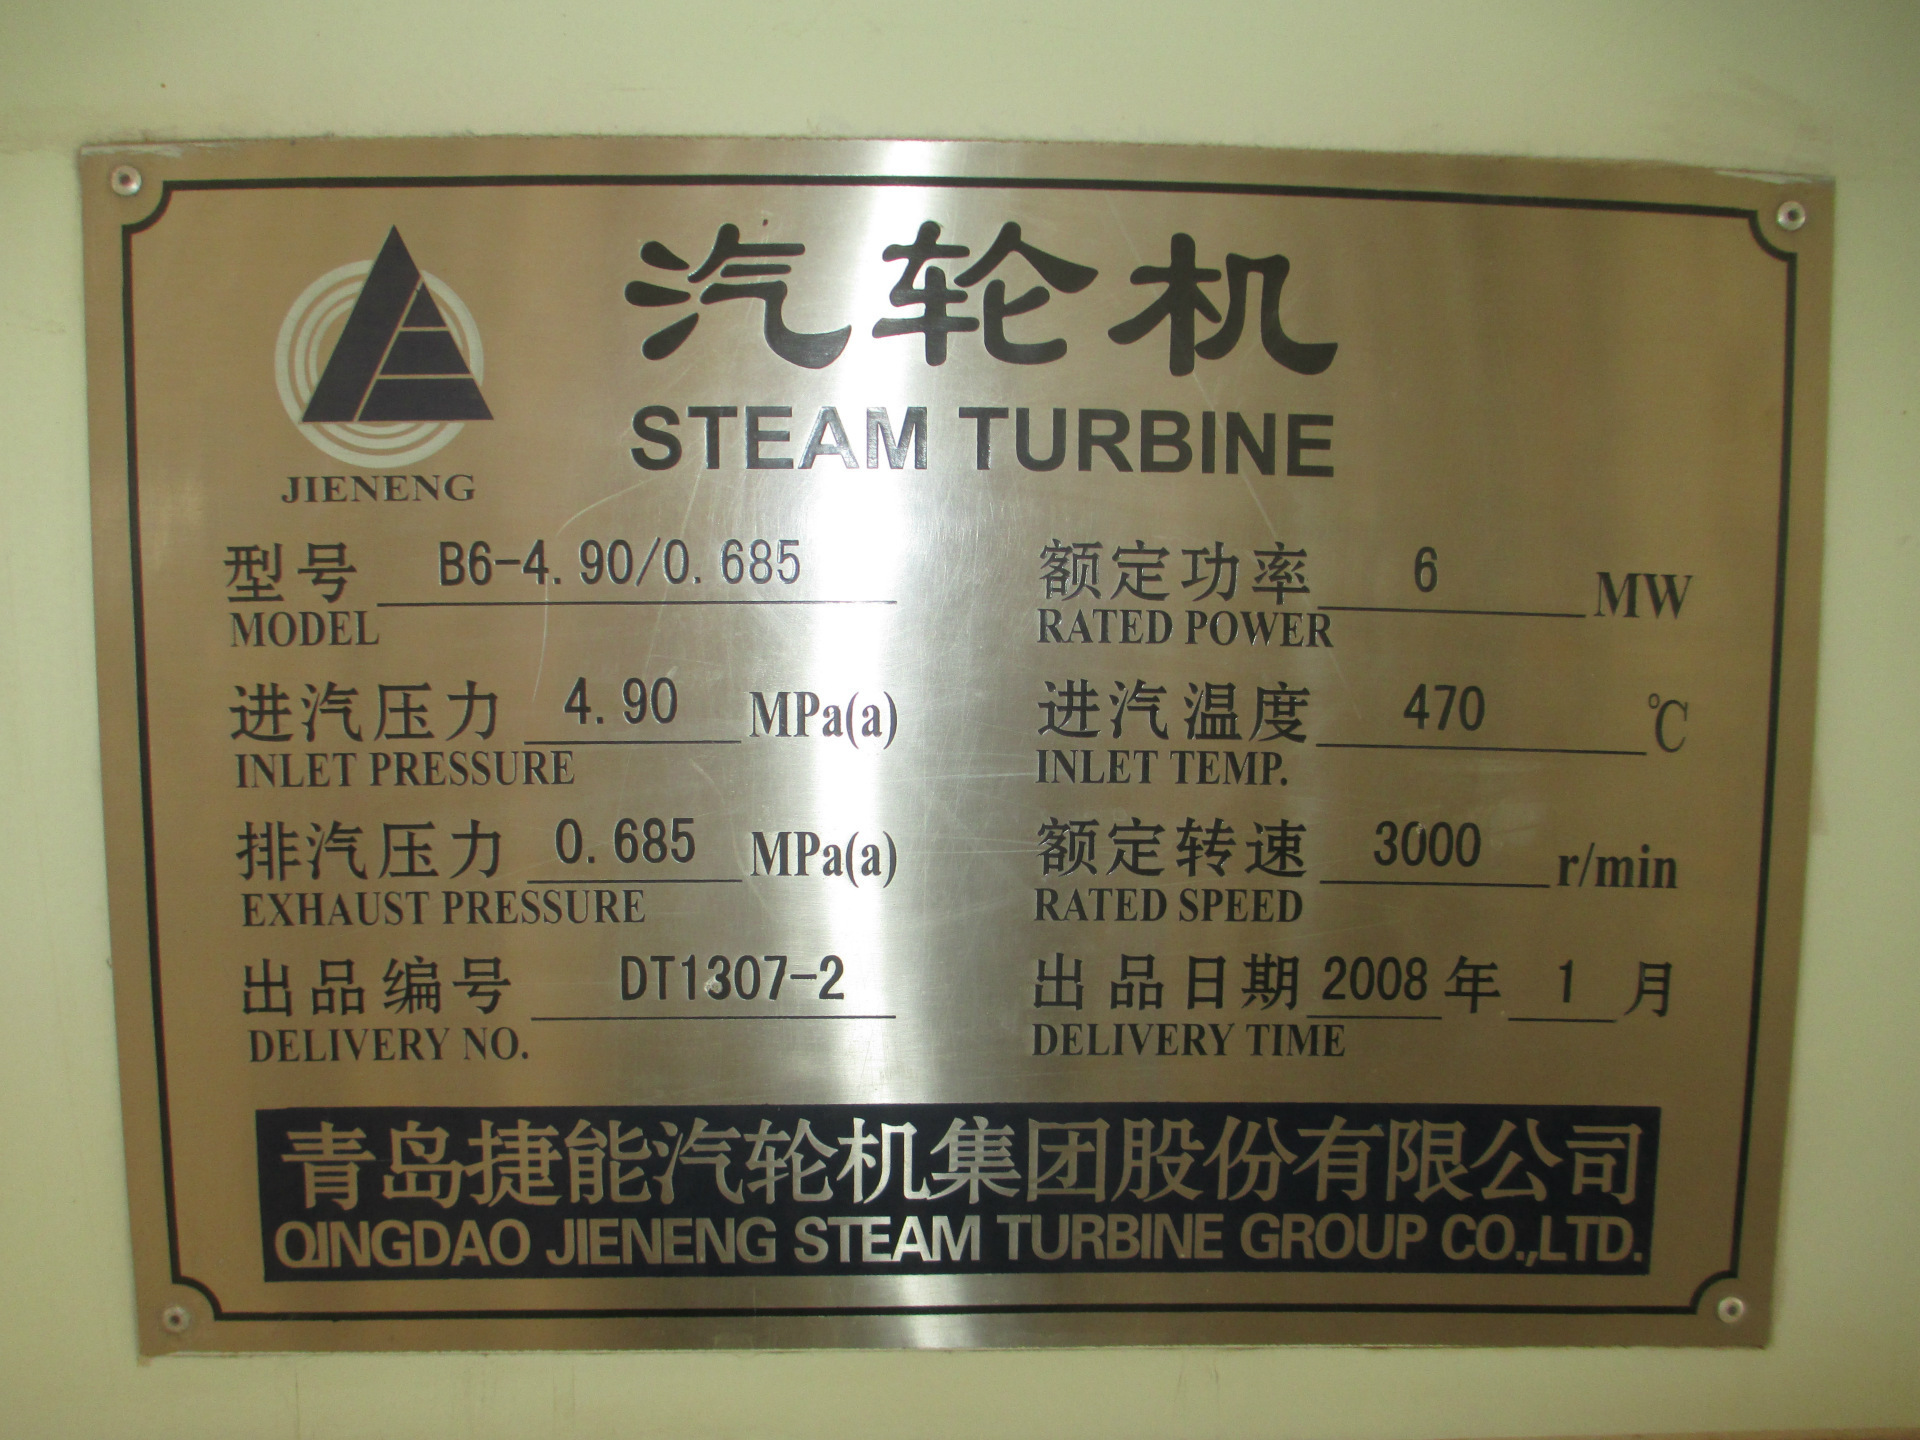 汽轮机
STEAM TURBINE
JIENENG
型号 B6-4.90/0.685
MODEL
额定功率 6 MW
RATED POWER
进汽压力 4.90 MPa(a)
INLET PRESSURE
进汽温度 470 ℃
INLET TEMP.
排汽压力 0.685 MPa(a)
EXHAUST PRESSURE
额定转速 3000 r/min
RATED SPEED
出品编号 DT1307-2
DELIVERY NO.
出品日期 2008 年 1 月
DELIVERY TIME
青岛捷能汽轮机集团股份有限公司
QINGDAO JIENENG STEAM TURBINE GROUP CO.,LTD.